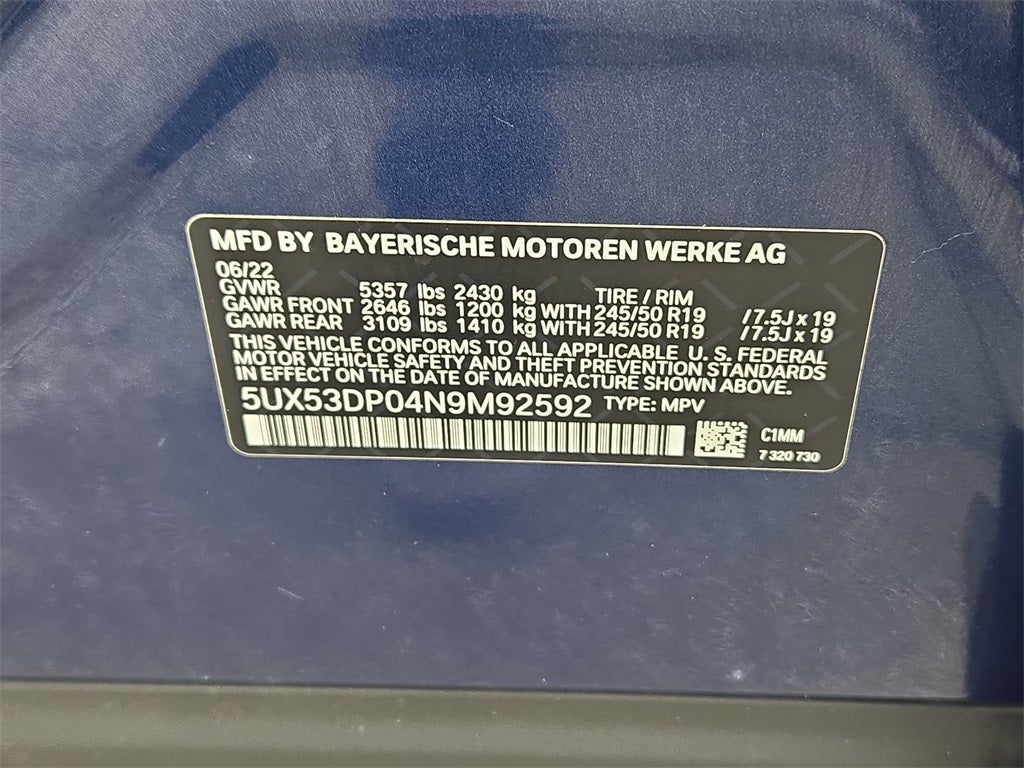 MFD BY BAYERISCHE MOTOREN WERKE AG
06/22
GVWR 5357 lbs 2430 kg TIRE / RIM
GAWR FRONT 2646 lbs 1200 kg WITH 245/50 R19 /7.5J x 19
GAWR REAR 3109 lbs 1410 kg WITH 245/50 R19 /7.5J x 19
THIS VEHICLE CONFORMS TO ALL APPLICABLE U. S. FEDERAL
MOTOR VEHICLE SAFETY AND THEFT PREVENTION STANDARDS
IN EFFECT ON THE DATE OF MANUFACTURE SHOWN ABOVE.
5UX53DP04N9M92592 TYPE: MPV
C1MM
7 320 730